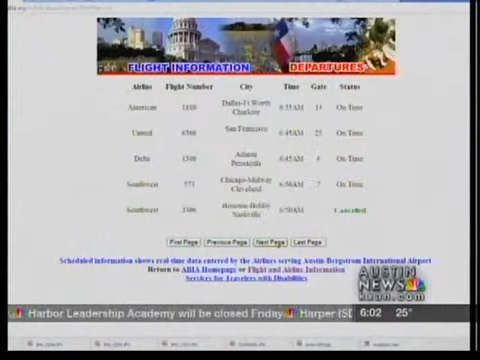 FLIGHT INFORMATION DEPARTURES
Airline Flight Number City Time Gate Status
American Dallas-Ft Worth Charlotte 6:35AM 14 On Time
United San Francisco 6:45AM 25 On Time
Delta Atlanta Pensacola 6:45AM On Time
Southwest 571 Chicago-Midway Cleveland 6:50AM 7 On Time
Southwest Houston-Hobby Nashville 6:50AM Cancelled
First Page Previous Page Next Page Last Page
Scheduled information shows real-time data entered by the Airlines serving Austin-Bergstrom International Airport
Return to ABIA Homepage or Flight and Airline Information
Services for Travelers with Disabilities
AUSTIN
NEWS
kxan.com
Harbor Leadership Academy will be closed Friday Harper ISD 6:02 25°